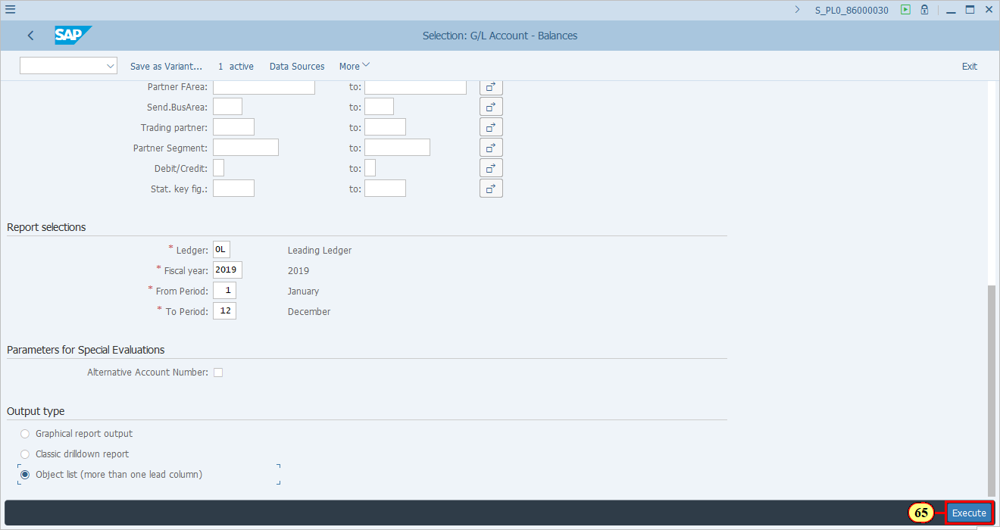 S_PL0_86000030
SAP
Selection: G/L Account - Balances
Save as Variant... 1 active Data Sources More Exit
Partner FArea: to:
Send.BusArea: to:
Trading partner: to:
Partner Segment: to:
Debit/Credit: to:
Stat. key fig.: to:
Report selections
* Ledger: 0L Leading Ledger
* Fiscal year: 2019 2019
* From Period: 1 January
* To Period: 12 December
Parameters for Special Evaluations
Alternative Account Number:
Output type
Graphical report output
Classic drilldown report
Object list (more than one lead column)
65 Execute